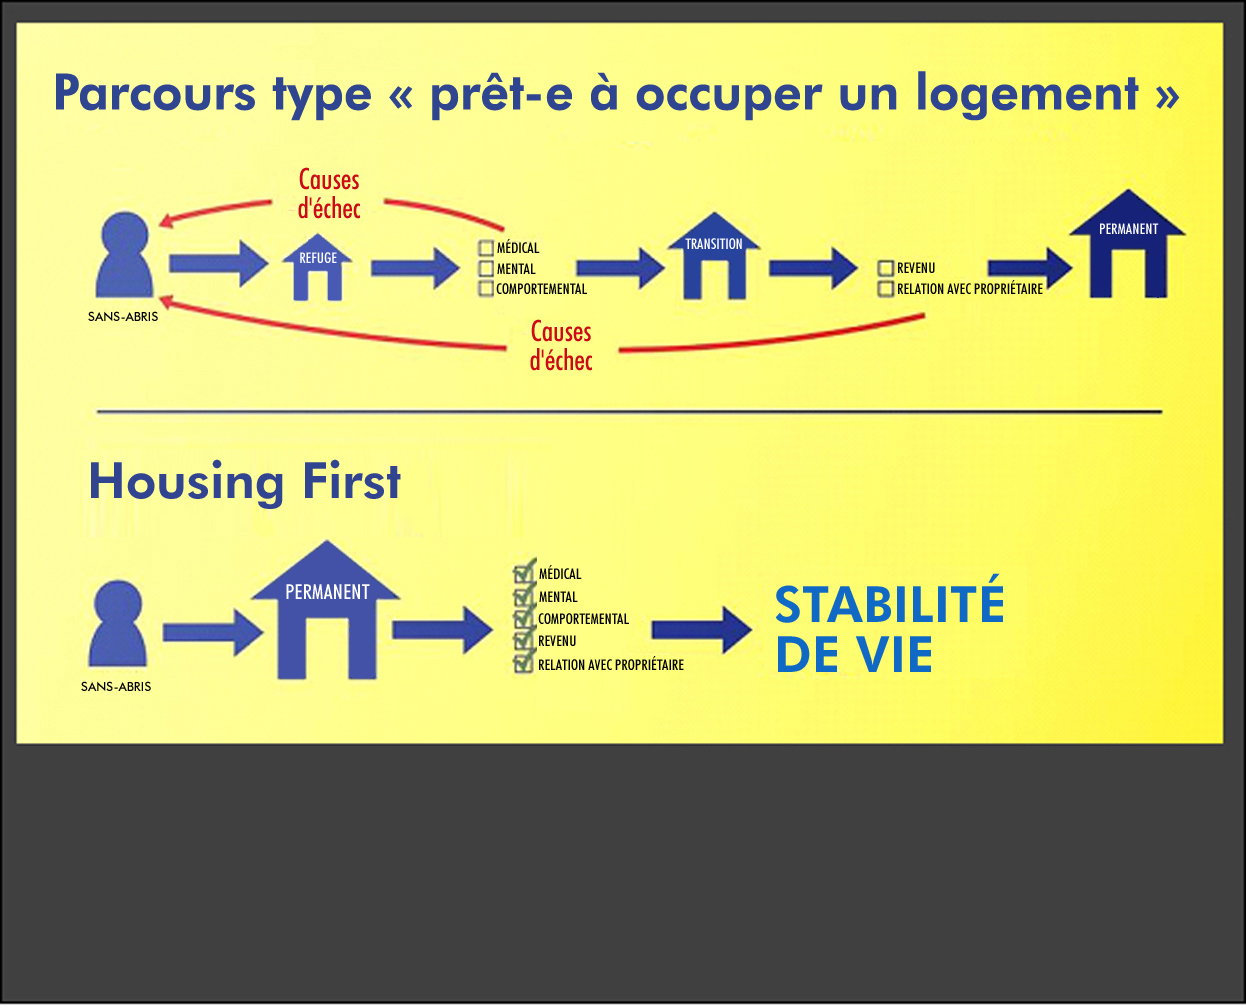 Parcours type « prêt-e à occuper un logement »
Causes
d'échec
SANS-ABRIS
REFUGE
MÉDICAL
MENTAL
COMPORTEMENTAL
TRANSITION
REVENU
RELATION AVEC PROPRIÉTAIRE
PERMANENT
Causes
d'échec
Housing First
SANS-ABRIS
PERMANENT
MÉDICAL
MENTAL
COMPORTEMENTAL
REVENU
RELATION AVEC PROPRIÉTAIRE
STABILITÉ
DE VIE